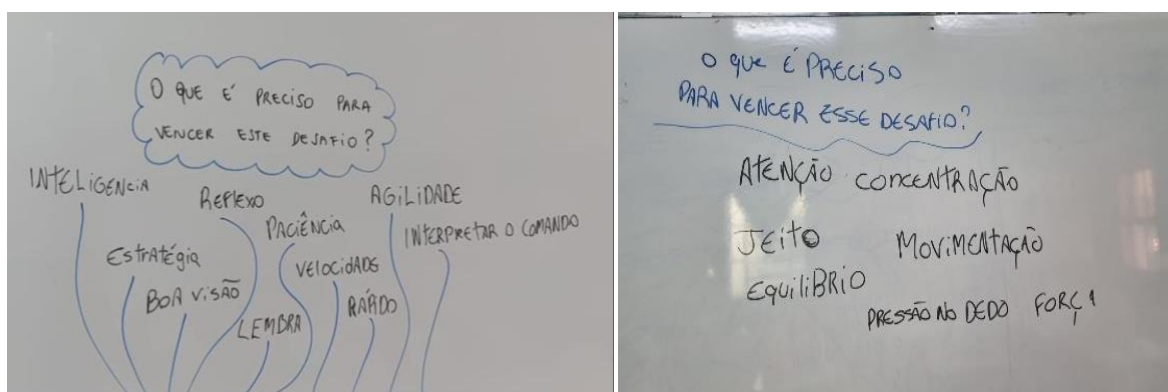 O QUE É PRECISO PARA
VENCER ESTE DESAFIO?
INTELIGENCIA
REFLEXO
AGILIDADE
PACIÊNCIA
INTERPRETAR O COMANDO
EStRAtÉgiA
VELOCIDADE
BOA VISÃO
RÁPIDO
LEMBRA
O QUE É PRECISO
PARA VENCER ESSE DESAFIO?
ATENÇÃO CONCENTRAÇÃO
JEITO MOVIMENTAÇÃO
EQUILIBRIO
PRESSÃO NO DEDO FORÇA